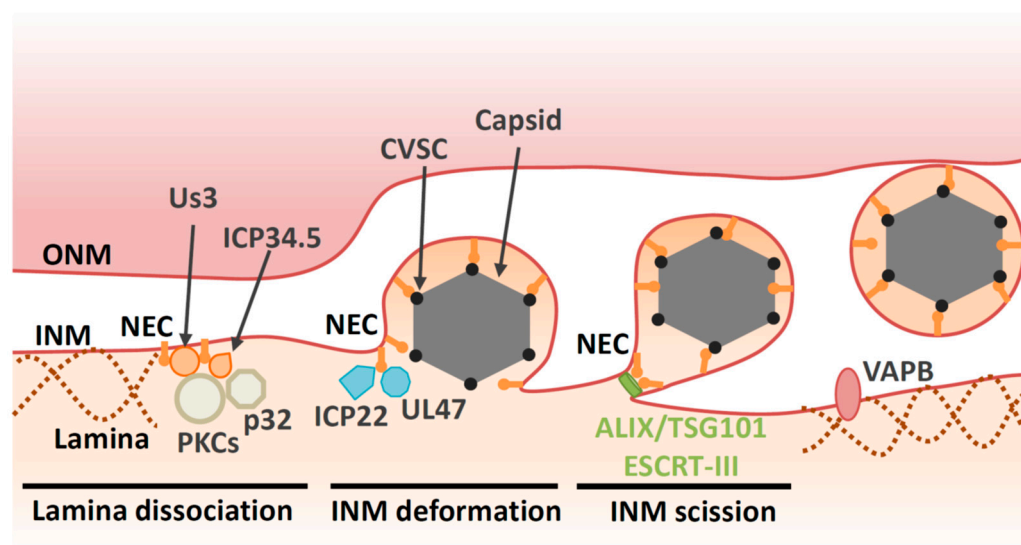 Capsid
CVSC
Us3
ICP34.5
ONM
INM
NEC
NEC
NEC
VAPB
ICP22
UL47
p32
PKCs
Lamina
ALIX/TSG101
ESCRT-III
Lamina dissociation
INM deformation
INM scission